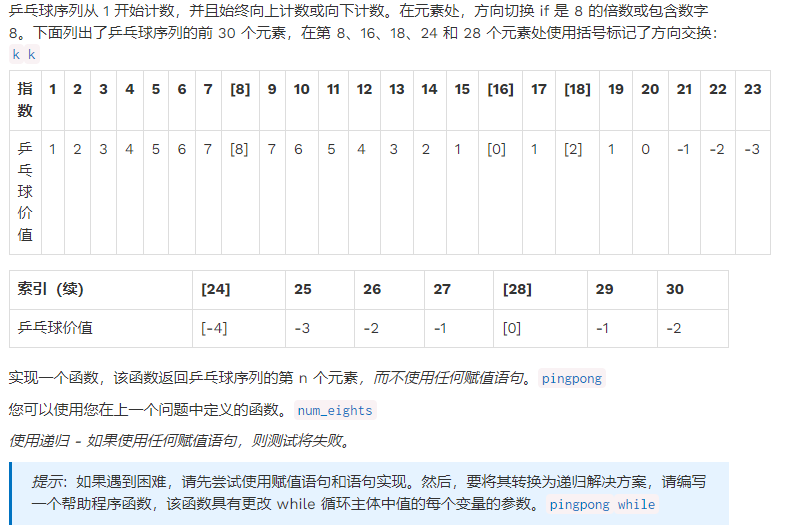 乒乓球序列从 1 开始计数，并且始终向上计数或向下计数。在元素处，方向切换 if 是 8 的倍数或包含数字
8。下面列出了乒乓球序列的前 30 个元素，在第 8、16、18、24 和 28 个元素处使用括号标记了方向交换：
k k
指数 1 2 3 4 5 6 7 [8] 9 10 11 12 13 14 15 [16] 17 [18] 19 20 21 22 23
乒乓球价值 1 2 3 4 5 6 7 [8] 7 6 5 4 3 2 1 [0] 1 [2] 1 0 -1 -2 -3
索引（续） [24] 25 26 27 [28] 29 30
乒乓球价值 [-4] -3 -2 -1 [0] -1 -2
实现一个函数，该函数返回乒乓球序列的第 n 个元素，而不使用任何赋值语句。 pingpong
您可以使用您在上一个问题中定义的函数。 num_eights
使用递归 - 如果使用任何赋值语句，则测试将失败。
提示：如果遇到困难，请先尝试使用赋值语句和语句实现。然后，要将其转换为递归解决方案，请编写
一个帮助程序函数，该函数具有更改 while 循环主体中值的每个变量的参数。 pingpong while